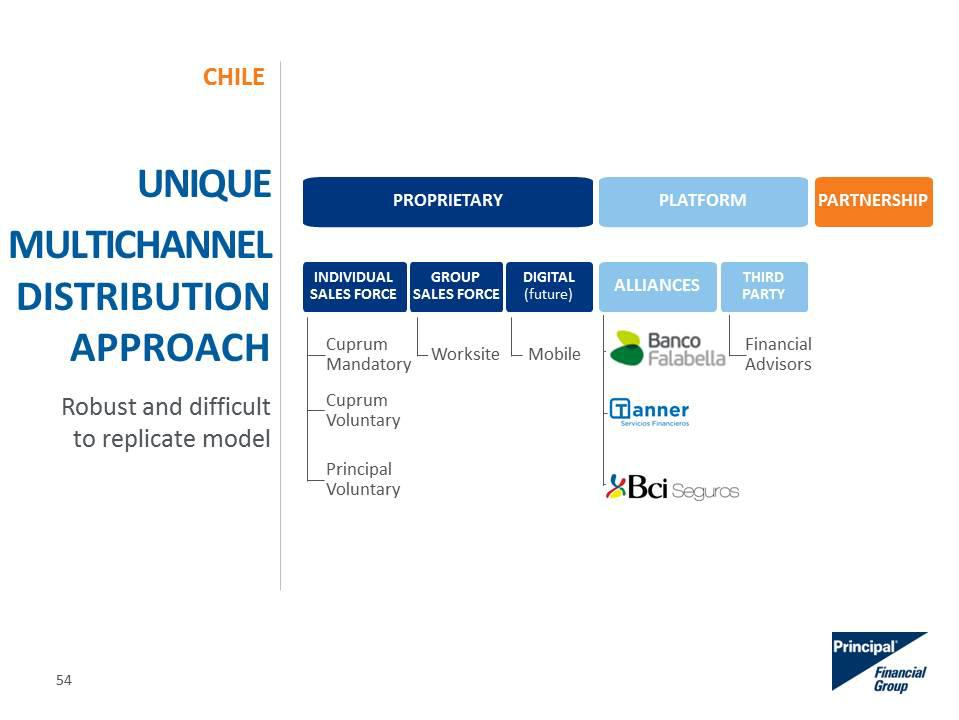 CHILE
UNIQUE
MULTICHANNEL
DISTRIBUTION
APPROACH
Robust and difficult
to replicate model
PROPRIETARY
PLATFORM
PARTNERSHIP
INDIVIDUAL
SALES FORCE
GROUP
SALES FORCE
DIGITAL
(future)
ALLIANCES
THIRD
PARTY
Cuprum
Mandatory
Cuprum
Voluntary
Principal
Voluntary
Worksite
Mobile
Banco
Falabella
Tanner
Servicios Financieros
Bci Seguros
Financial
Advisors
54
Principal®
Financial
Group